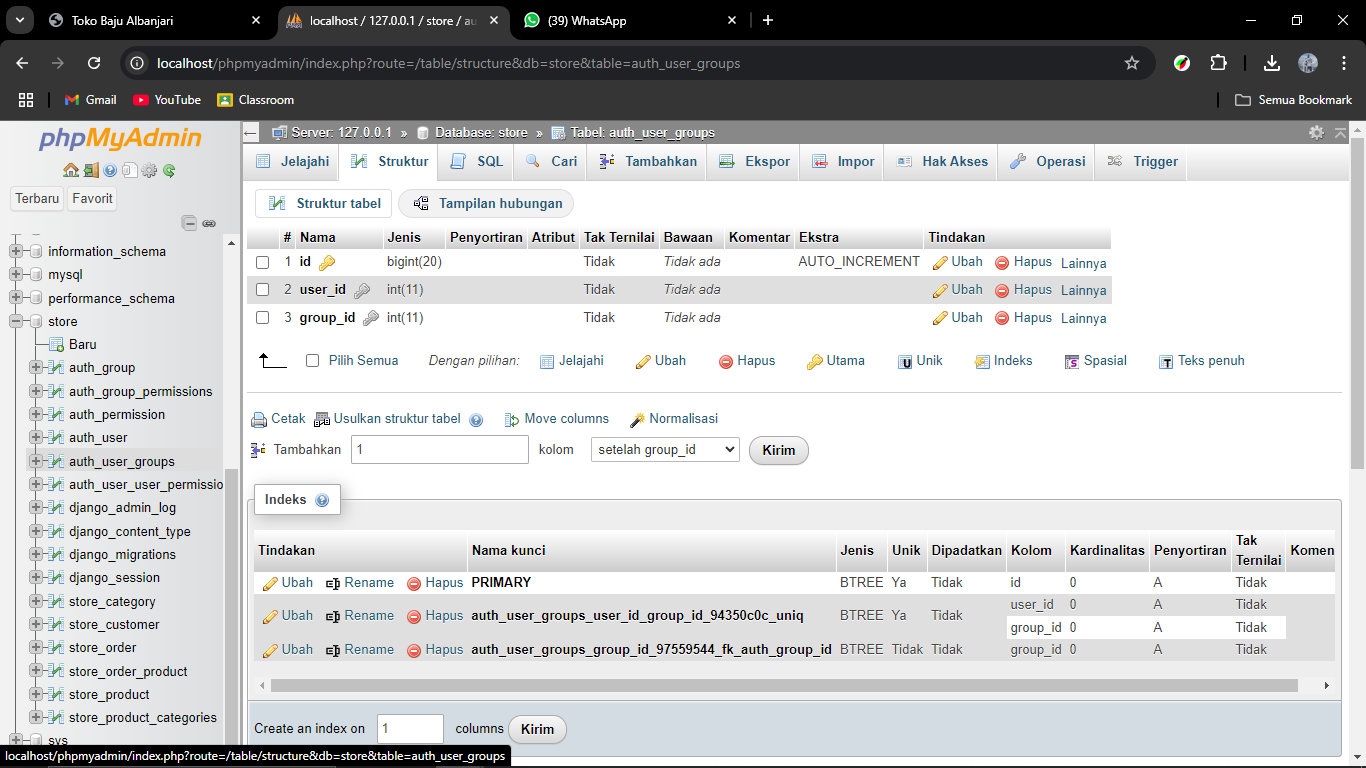 Toko Baju Albanjari
localhost / 127.0.0.1 / store / au
(39) WhatsApp
localhost/phpmyadmin/index.php?route=/table/structure&db=store&table=auth_user_groups
Gmail YouTube Classroom Semua Bookmark
phpMyAdmin
Terbaru Favorit
information_schema
mysql
performance_schema
store
Baru
auth_group
auth_group_permissions
auth_permission
auth_user
auth_user_groups
auth_user_user_permissio
django_admin_log
django_content_type
django_migrations
django_session
store_category
store_customer
store_order
store_order_product
store_product
store_product_categories
sys
Server: 127.0.0.1 » Database: store » Tabel: auth_user_groups
Jelajahi Struktur SQL Cari Tambahkan Ekspor Impor Hak Akses Operasi Trigger
Struktur tabel Tampilan hubungan
# Nama Jenis Penyortiran Atribut Tak Ternilai Bawaan Komentar Ekstra Tindakan
1 id bigint(20) Tidak Tidak ada AUTO_INCREMENT Ubah Hapus Lainnya
2 user_id int(11) Tidak Tidak ada Ubah Hapus Lainnya
3 group_id int(11) Tidak Tidak ada Ubah Hapus Lainnya
Pilih Semua Dengan pilihan: Jelajahi Ubah Hapus Utama Unik Indeks Spasial Teks penuh
Cetak Usulkan struktur tabel Move columns Normalisasi
Tambahkan 1 kolom setelah group_id Kirim
Indeks
Tindakan Nama kunci Jenis Unik Dipadatkan Kolom Kardinalitas Penyortiran Tak Ternilai Komen
Ubah Rename Hapus PRIMARY BTREE Ya Tidak id 0 A Tidak
Ubah Rename Hapus auth_user_groups_user_id_group_id_94350c0c_uniq BTREE Ya Tidak user_id 0 A Tidak
group_id 0 A Tidak
Ubah Rename Hapus auth_user_groups_group_id_97559544_fk_auth_group_id BTREE Tidak Tidak group_id 0 A Tidak
Create an index on 1 columns Kirim
localhost/phpmyadmin/index.php?route=/table/structure&db=store&table=auth_user_groups